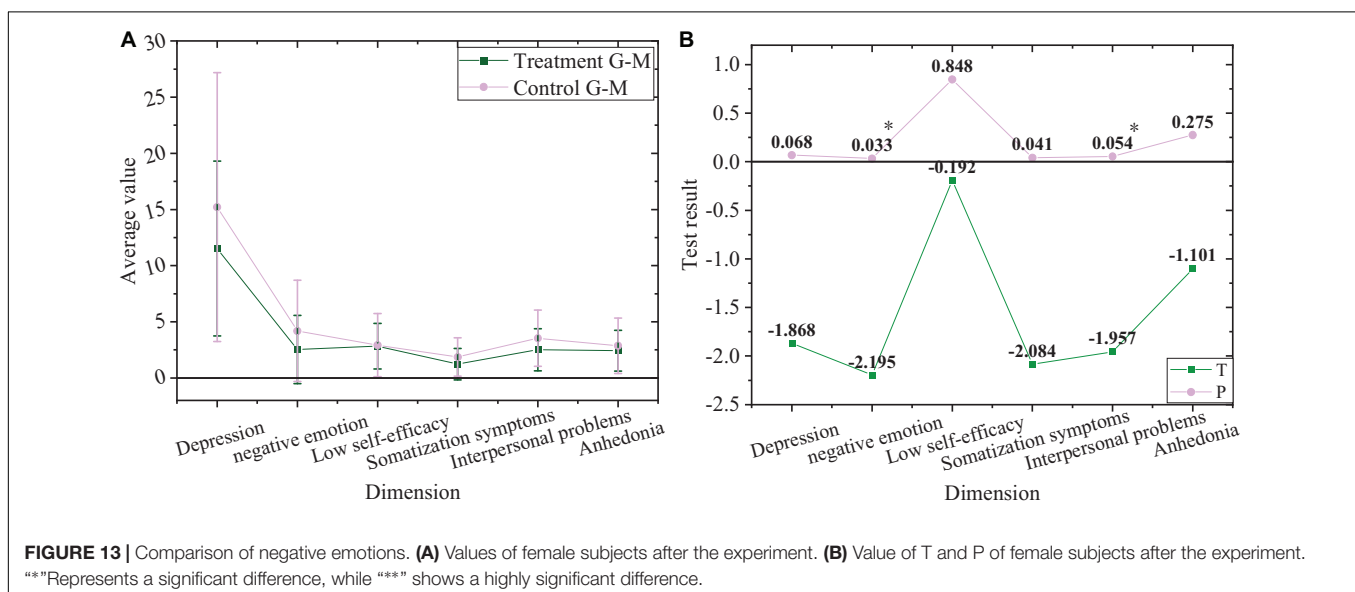 A
30
25
20
15
10
5
0
Average value
Treatment G-M
Control G-M
Depression
negative emotion
Low self-efficacy
Somatization symptoms
Interpersonal problems
Anhedonia
Dimension
B
1.0
0.5
0.0
-0.5
-1.0
-1.5
-2.0
-2.5
Test result
0.068
0.033
*
0.848
0.041
0.054
*
0.275
-1.868
-2.195
-0.192
-2.084
-1.957
-1.101
T
P
Depression
negative emotion
Low self-efficacy
Somatization symptoms
Interpersonal problems
Anhedonia
Dimension
FIGURE 13 | Comparison of negative emotions. (A) Values of female subjects after the experiment. (B) Value of T and P of female subjects after the experiment.
“*”Represents a significant difference, while “**” shows a highly significant difference.